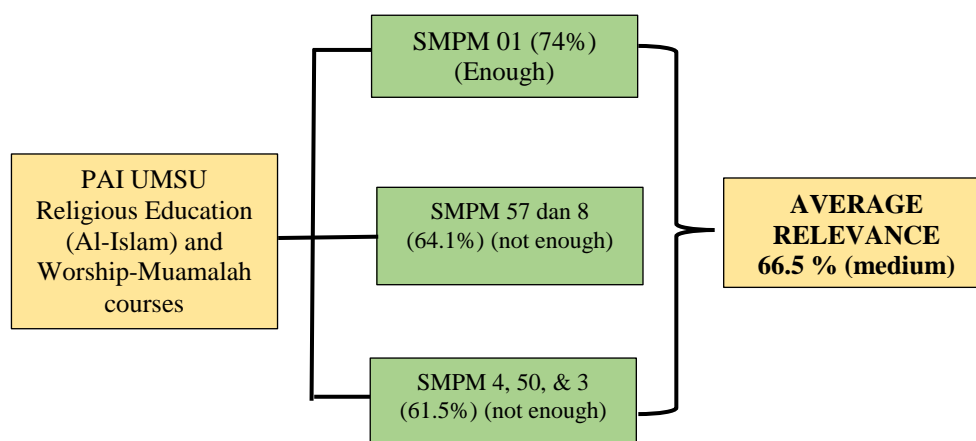 PAI UMSU
Religious Education
(Al-Islam) and
Worship-Muamalah
courses
SMPM 01 (74%)
(Enough)
SMPM 57 dan 8
(64.1%) (not enough)
SMPM 4, 50, & 3
(61.5%) (not enough)
AVERAGE
RELEVANCE
66.5 % (medium)